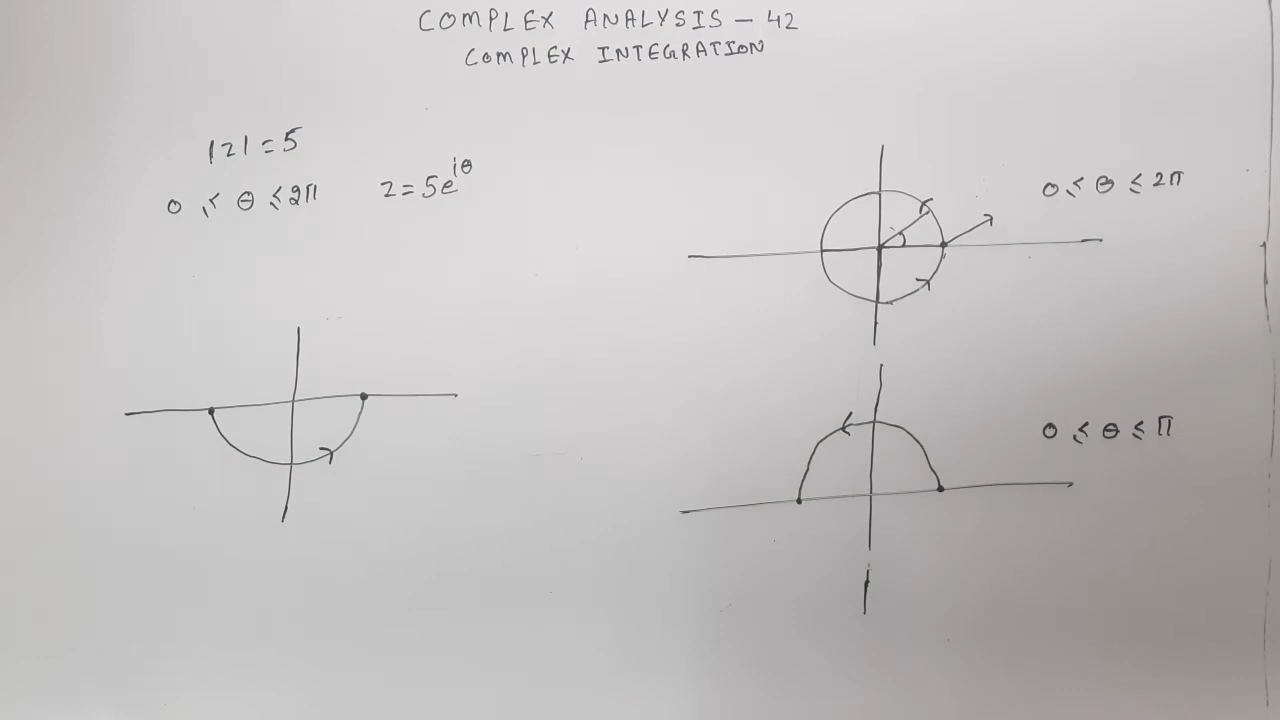 COMPLEX ANALYSIS - 42
COMPLEX INTEGRATION
|z| = 5
0 ≤ θ ≤ 2π
z = 5e^{iθ}
0 ≤ θ ≤ 2π
0 ≤ θ ≤ π